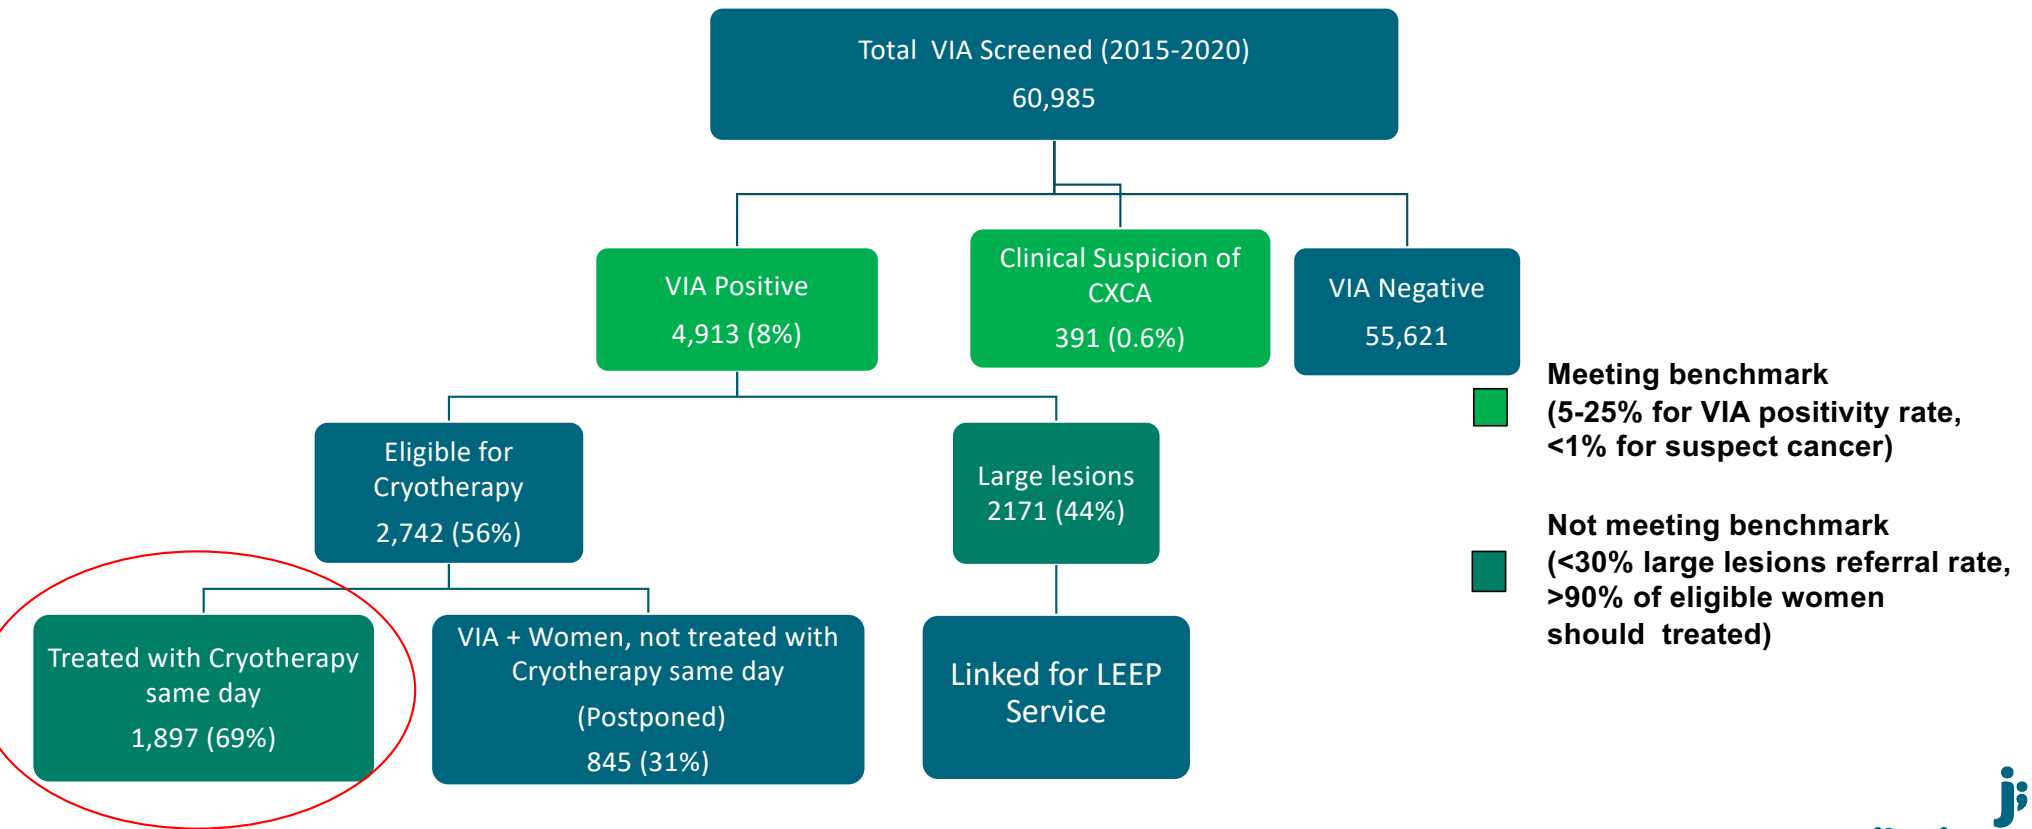 Total VIA Screened (2015-2020)
60,985
VIA Positive
4,913 (8%)
Clinical Suspicion of
CXCA
391 (0.6%)
VIA Negative
55,621
Meeting benchmark
(5-25% for VIA positivity rate,
<1% for suspect cancer)
Eligible for
Cryotherapy
2,742 (56%)
Large lesions
2171 (44%)
Not meeting benchmark
(<30% large lesions referral rate,
>90% of eligible women
should treated)
Treated with Cryotherapy
same day
1,897 (69%)
VIA + Women, not treated with
Cryotherapy same day
(Postponed)
845 (31%)
Linked for LEEP
Service